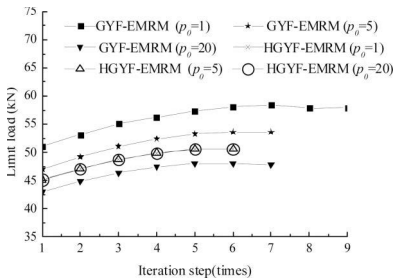 GYF-EMRM (p₀=1) GYF-EMRM (p₀=5)
GYF-EMRM (p₀=20) HGYF-EMRM (p₀=1)
HGYF-EMRM (p₀=5) HGYF-EMRM (p₀=20)
Limit load (kN)
75
70
65
60
55
50
45
40
35
1 2 3 4 5 6 7 8 9
Iteration step(times)